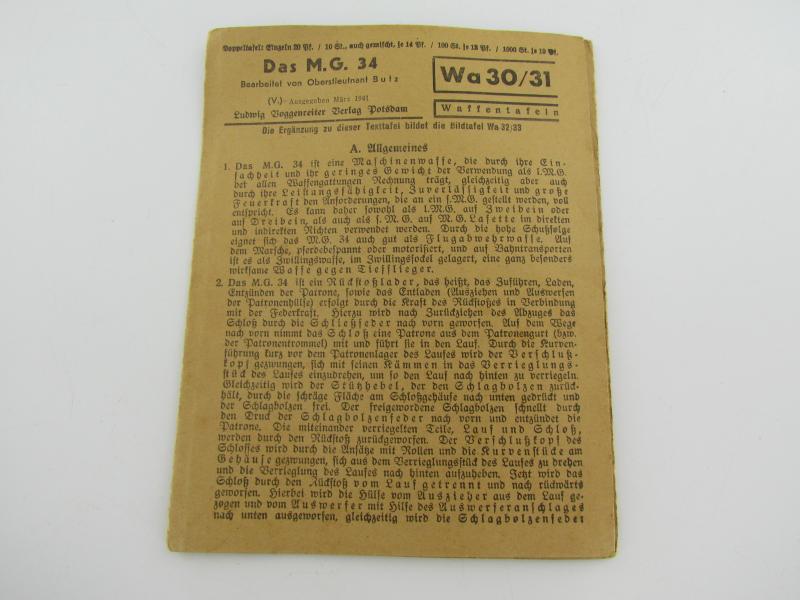 Doppeltafel: Einzeln 20 Pf. / 10 St., auch gemischt, je 14 Pf. / 100 St. je 12 Pf. / 1000 St. je 10 Pf.
Das M.G. 34
Bearbeitet von Oberstleutnant Butz
(V.) Ausgegeben März 1941
Ludwig Voggenreiter Verlag Potsdam
Wa 30/31
Waffentafeln
Die Ergänzung zu dieser Texttafel bildet die Bildtafel Wa 32/33
A. Allgemeines
1. Das M.G. 34 ist eine Maschinenwaffe, die durch ihre Ein-
fachheit und ihr geringes Gewicht der Verwendung als l.M.G.
bei allen Waffengattungen Rechnung trägt, gleichzeitig aber auch
durch ihre Leistungsfähigkeit, Zuverlässigkeit und große
Feuerkraft den Anforderungen, die an ein s.M.G. gestellt werden, voll
entspricht. Es kann daher sowohl als l.M.G. auf Zweibein oder
auf Dreibein, als auch als s. M.G. auf M.G. Lafette im direkten
und indirekten Richten verwendet werden. Durch die hohe Schußfolge
eignet sich das M.G. 34 auch gut als Flugabwehrwaffe. Auf
dem Marsche, pferdebespannt oder motorisiert, und auf Bahntransporten
ist es als Zwillingswaffe, im Zwillingssockel gelagert, eine ganz besonders
wirksame Waffe gegen Tiefflieger.
2. Das M.G. 34 ist ein Rückstoßlader, das heißt, das Zuführen, Laden,
Entzünden der Patrone, sowie das Entladen (Ausziehen und Auswerfen
der Patronenhülse) erfolgt durch die Kraft des Rückstoßes in Verbindung
mit der Federkraft. Hierzu wird nach Zurückziehen des Abzuges das
Schloß durch die Schließfeder nach vorn geworfen. Auf dem Wege
nach vorn nimmt das Schloß eine Patrone aus dem Patronengurt (bzw.
der Patronentrommel) mit und führt sie in den Lauf. Durch die Kurven-
führung kurz vor dem Patronenlager des Laufes wird der Verschluß-
kopf gezwungen, sich mit seinen Kämmen in das Verrieglungs-
stück des Laufes einzudrehen, um so den Lauf nach hinten zu verriegeln.
Gleichzeitig wird der Stützhebel, der den Schlagbolzen zurück-
hält, durch die schräge Fläche am Schloßgehäuse nach unten gedrückt und
der Schlagbolzen frei. Der freigewordene Schlagbolzen schnellt durch
den Druck der Schlagbolzenfeder nach vorn und entzündet die
Patrone. Die miteinander verriegelten Teile, Lauf und Schloß,
werden durch den Rückstoß zurückgeworfen. Der Verschlußkopf des
Schlosses wird durch die Ansätze mit Rollen und die Kurvenstücke am
Gehäuse gezwungen, sich aus dem Verrieglungsstück des Laufes zu drehen
und die Verrieglung des Laufes nach hinten aufzuheben. Jetzt wird das
Schloß durch den Rückstoß vom Lauf getrennt und nach rückwärts
geworfen. Hierbei wird die Hülse vom Auszieher aus dem Lauf ge-
zogen und vom Auswerfer mit Hilfe des Auswerferanschlages
nach unten ausgeworfen, gleichzeitig wird die Schlagbolzenfeder